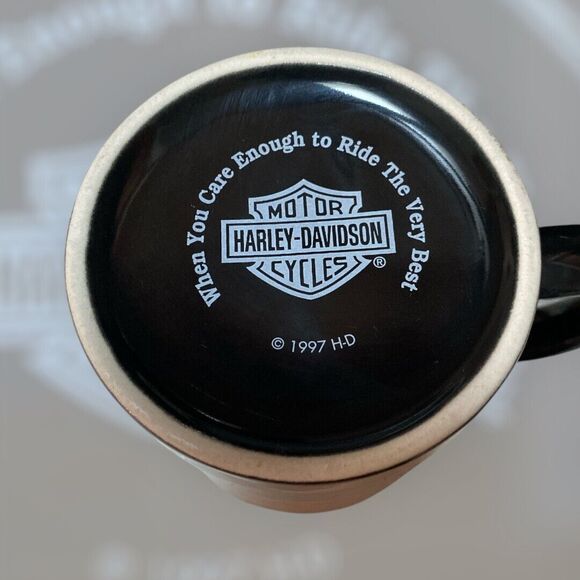 When You Care Enough to Ride The Very Best
MOTOR
HARLEY-DAVIDSON
CYCLES ®
© 1997 H-D